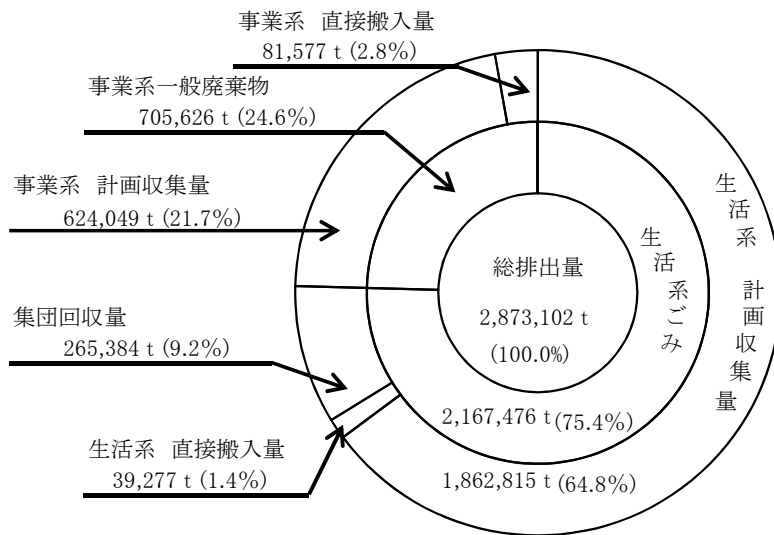 事業系 直接搬入量
81,577 t (2.8%)
事業系一般廃棄物
705,626 t (24.6%)
事業系 計画収集量
624,049 t (21.7%)
集団回収量
265,384 t (9.2%)
生活系 直接搬入量
39,277 t (1.4%)
総排出量
2,873,102 t
(100.0%)
生活系ごみ
2,167,476 t (75.4%)
生活系 計画収集量
1,862,815 t (64.8%)